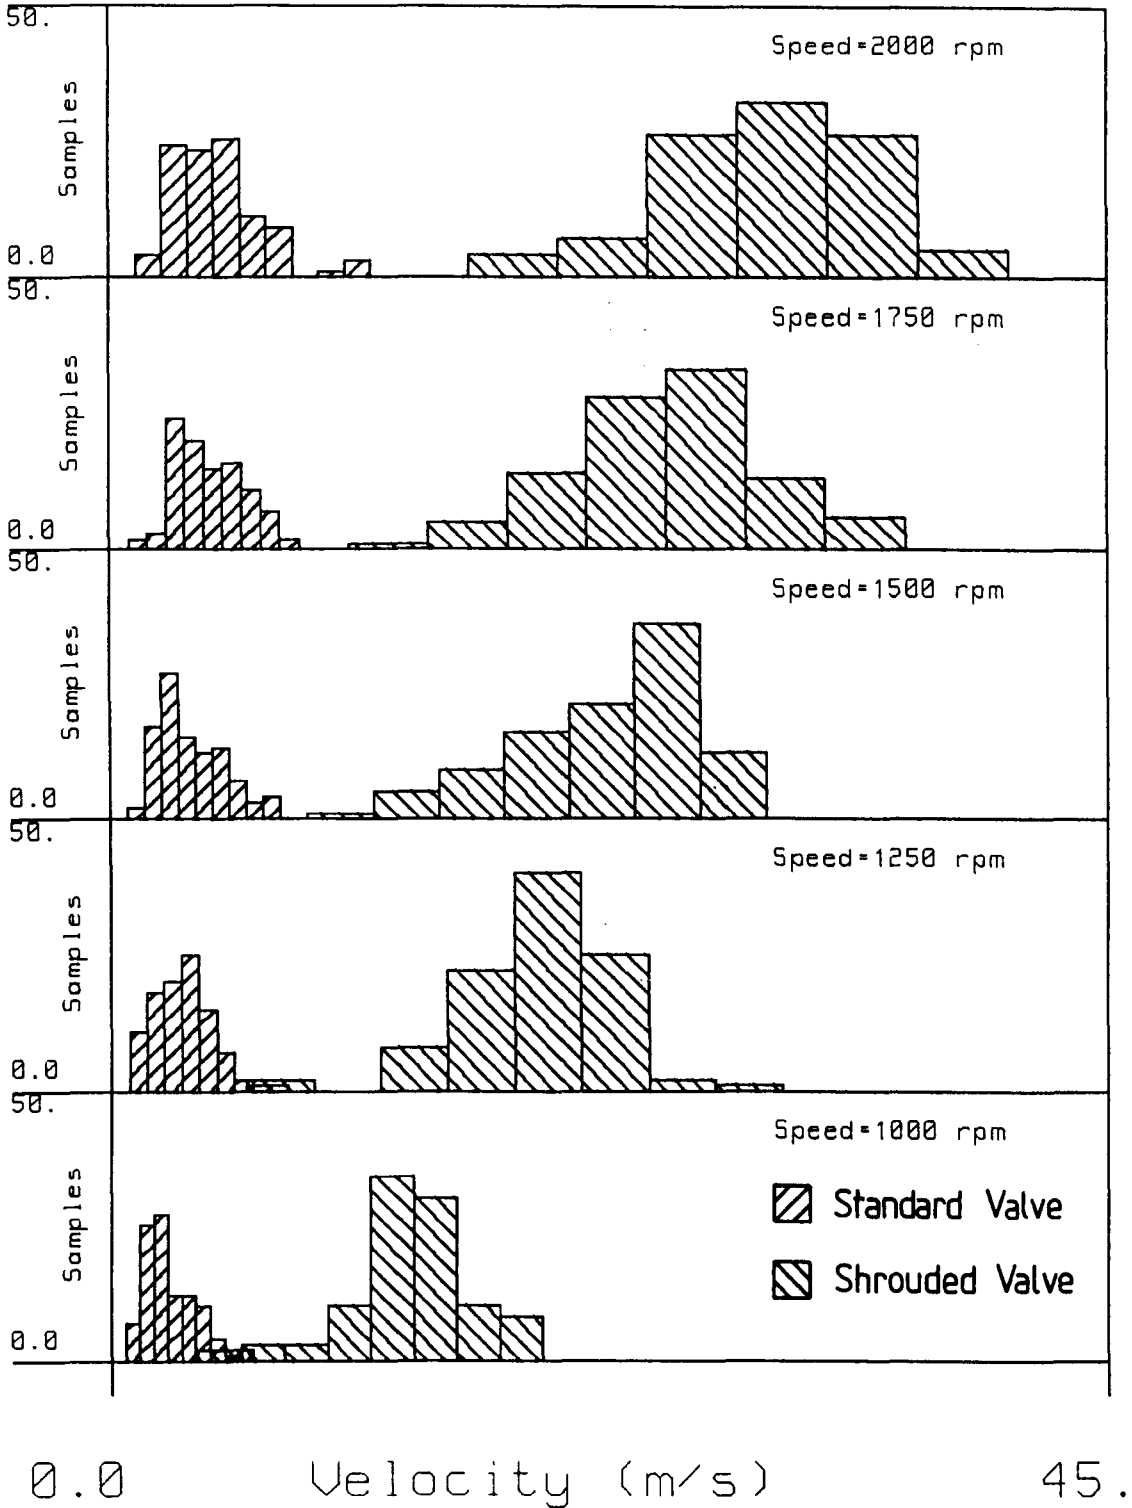 50.
Speed=2000 rpm
Samples
0.0
50.
Speed=1750 rpm
Samples
0.0
50.
Speed=1500 rpm
Samples
0.0
50.
Speed=1250 rpm
Samples
0.0
50.
Speed=1000 rpm
Samples
Standard Valve
Shrouded Valve
0.0
0.0 Velocity (m/s) 45.